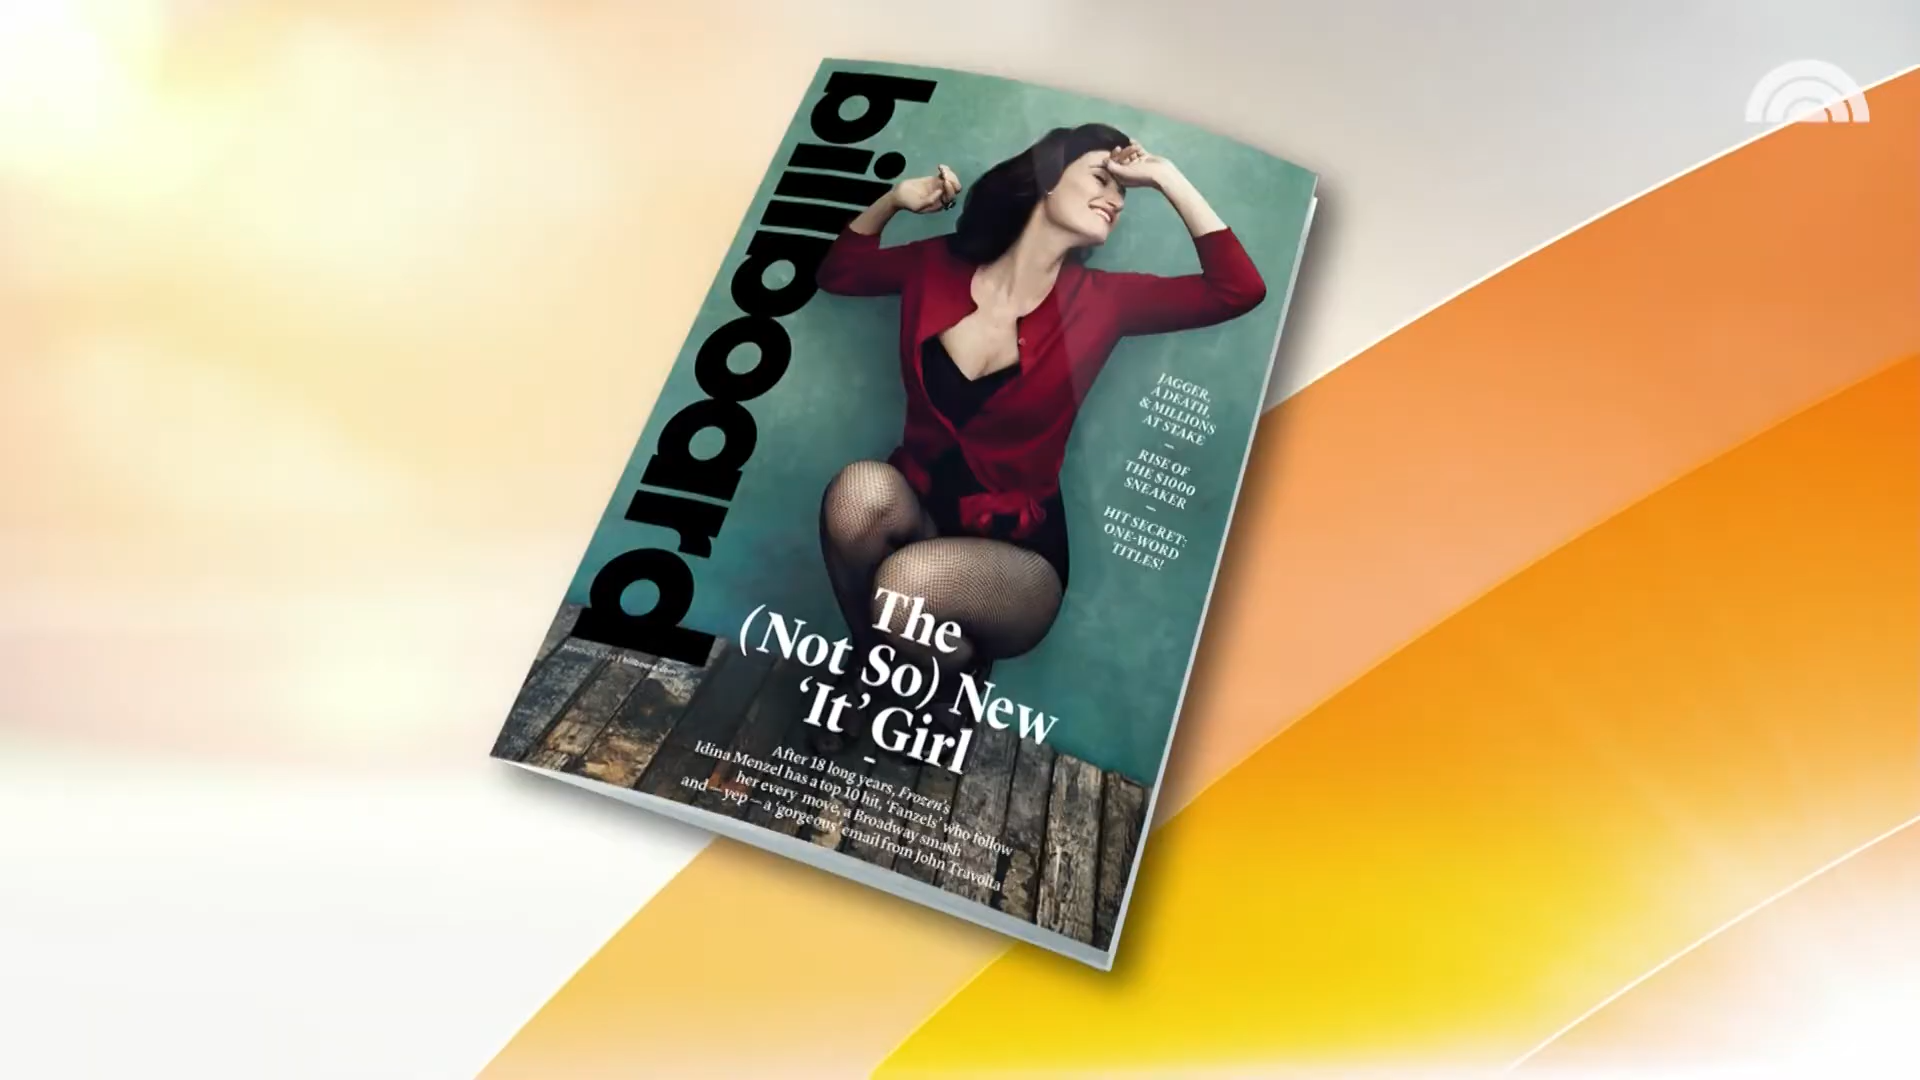 billboard
JAGGER,
A DEATH,
& MILLIONS
AT STAKE
–
RISE OF
THE $1000
SNEAKER
–
HIT SECRET:
ONE-WORD
TITLES!
The
(Not So) New
‘It’ Girl
–
After 18 long years, Frozen's
Idina Menzel has a top 10 hit, ‘Fanzels’ who follow
her every move, a Broadway smash
and — yep — a ‘gorgeous’ email from John Travolta
billboard.com